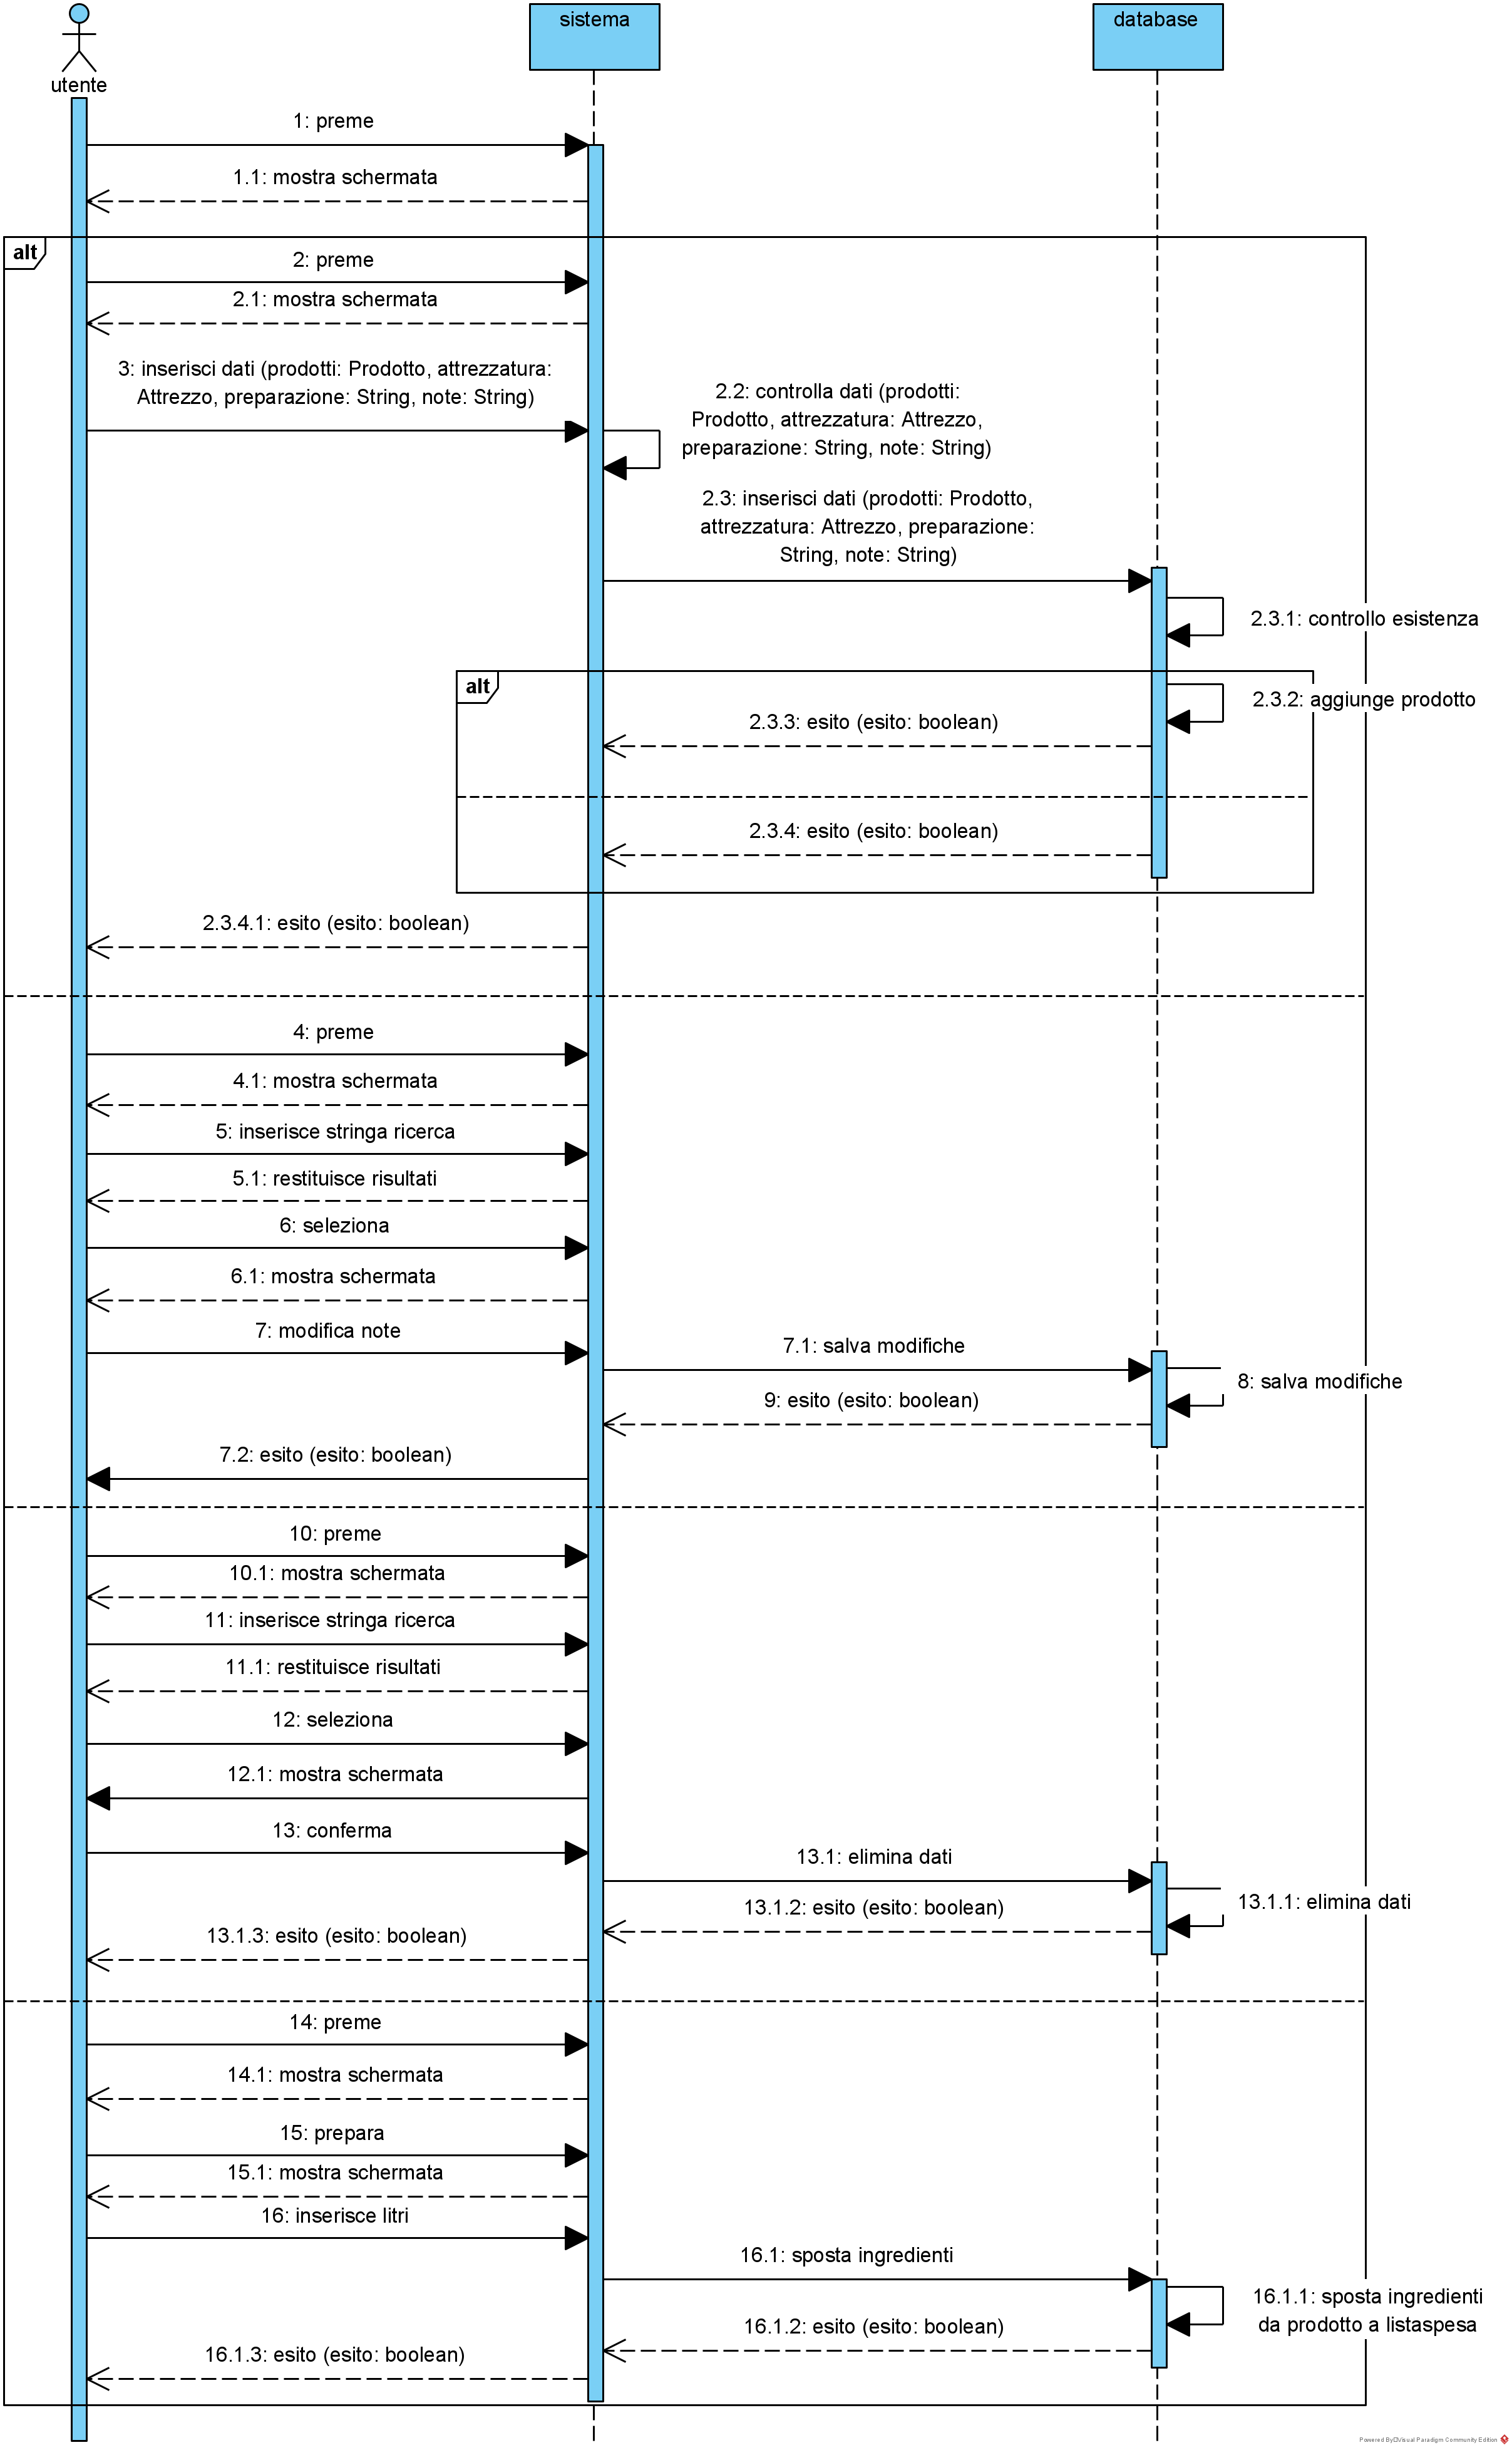 utente
sistema
database
1: preme
1.1: mostra schermata
alt
2: preme
2.1: mostra schermata
3: inserisci dati (prodotti: Prodotto, attrezzatura:
Attrezzo, preparazione: String, note: String)
2.2: controlla dati (prodotti:
Prodotto, attrezzatura: Attrezzo,
preparazione: String, note: String)
2.3: inserisci dati (prodotti: Prodotto,
attrezzatura: Attrezzo, preparazione:
String, note: String)
2.3.1: controllo esistenza
alt
2.3.2: aggiunge prodotto
2.3.3: esito (esito: boolean)
2.3.4: esito (esito: boolean)
2.3.4.1: esito (esito: boolean)
4: preme
4.1: mostra schermata
5: inserisce stringa ricerca
5.1: restituisce risultati
6: seleziona
6.1: mostra schermata
7: modifica note
7.1: salva modifiche
8: salva modifiche
9: esito (esito: boolean)
7.2: esito (esito: boolean)
10: preme
10.1: mostra schermata
11: inserisce stringa ricerca
11.1: restituisce risultati
12: seleziona
12.1: mostra schermata
13: conferma
13.1: elimina dati
13.1.1: elimina dati
13.1.2: esito (esito: boolean)
13.1.3: esito (esito: boolean)
14: preme
14.1: mostra schermata
15: prepara
15.1: mostra schermata
16: inserisce litri
16.1: sposta ingredienti
16.1.1: sposta ingredienti
da prodotto a listaspesa
16.1.2: esito (esito: boolean)
16.1.3: esito (esito: boolean)
Powered By Visual Paradigm Community Edition